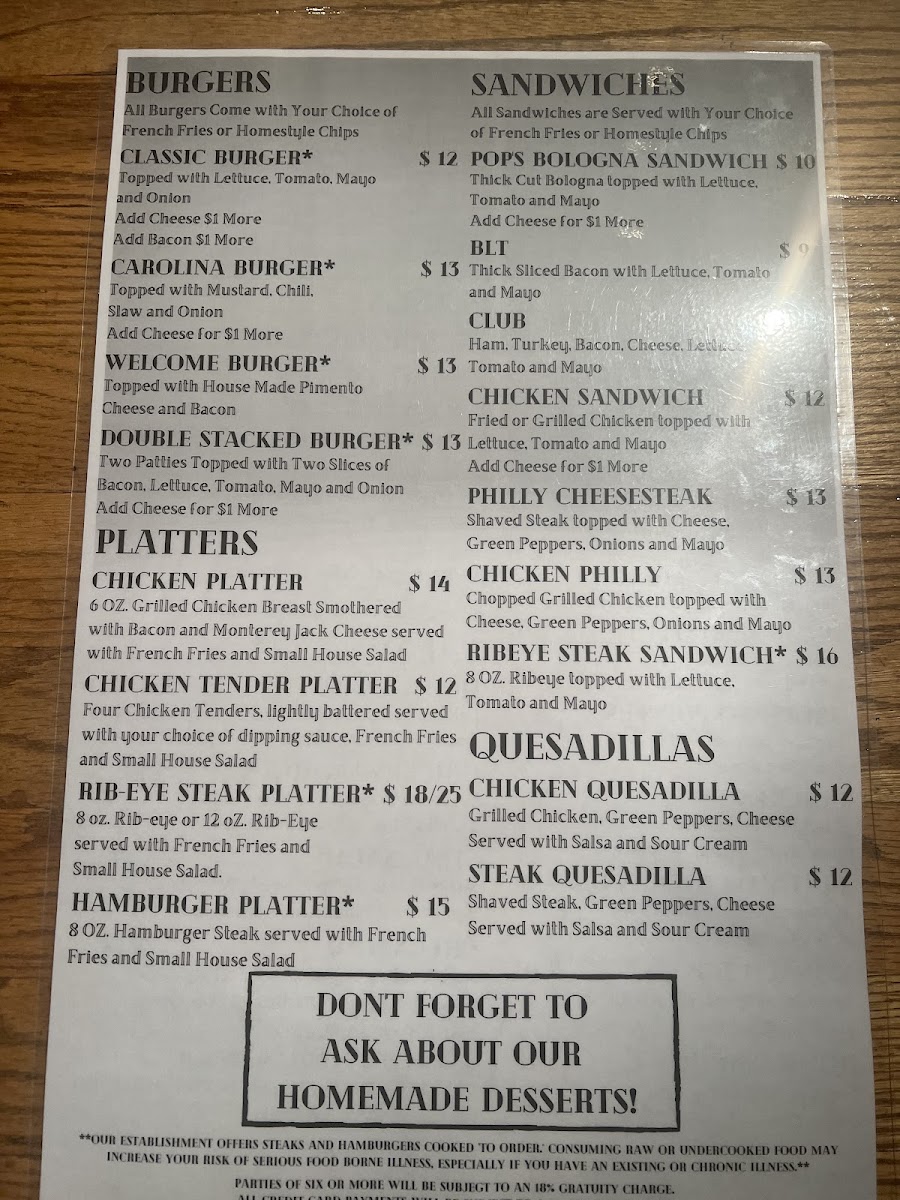 BURGERS
All Burgers Come with Your Choice of
French Fries or Homestyle Chips
CLASSIC BURGER* $ 12
Topped with Lettuce, Tomato, Mayo
and Onion
Add Cheese $1 More
Add Bacon $1 More
CAROLINA BURGER* $ 13
Topped with Mustard, Chili,
Slaw and Onion
Add Cheese for $1 More
WELCOME BURGER* $ 13
Topped with House Made Pimento
Cheese and Bacon
DOUBLE STACKED BURGER* $ 13
Two Patties Topped with Two Slices of
Bacon, Lettuce, Tomato, Mayo and Onion
Add Cheese for $1 More
PLATTERS
CHICKEN PLATTER $ 14
6 OZ. Grilled Chicken Breast Smothered
with Bacon and Monterey Jack Cheese served
with French Fries and Small House Salad
CHICKEN TENDER PLATTER $ 12
Four Chicken Tenders, lightly battered served
with your choice of dipping sauce, French Fries
and Small House Salad
RIB-EYE STEAK PLATTER* $ 18/25
8 oz. Rib-eye or 12 oZ. Rib-Eye
served with French Fries and
Small House Salad.
HAMBURGER PLATTER* $ 15
8 OZ. Hamburger Steak served with French
Fries and Small House Salad
SANDWICHES
All Sandwiches are Served with Your Choice
of French Fries or Homestyle Chips
POPS BOLOGNA SANDWICH $ 10
Thick Cut Bologna topped with Lettuce,
Tomato and Mayo
Add Cheese for $1 More
BLT $ 9
Thick Sliced Bacon with Lettuce, Tomato
and Mayo
CLUB
Ham, Turkey, Bacon, Cheese, Lettuce
Tomato and Mayo
CHICKEN SANDWICH $ 12
Fried or Grilled Chicken topped with
Lettuce, Tomato and Mayo
Add Cheese for $1 More
PHILLY CHEESESTEAK $ 13
Shaved Steak topped with Cheese,
Green Peppers, Onions and Mayo
CHICKEN PHILLY $ 13
Chopped Grilled Chicken topped with
Cheese, Green Peppers, Onions and Mayo
RIBEYE STEAK SANDWICH* $ 16
8 OZ. Ribeye topped with Lettuce,
Tomato and Mayo
QUESADILLAS
CHICKEN QUESADILLA $ 12
Grilled Chicken, Green Peppers, Cheese
Served with Salsa and Sour Cream
STEAK QUESADILLA $ 12
Shaved Steak, Green Peppers, Cheese
Served with Salsa and Sour Cream
DONT FORGET TO
ASK ABOUT OUR
HOMEMADE DESSERTS!
**OUR ESTABLISHMENT OFFERS STEAKS AND HAMBURGERS COOKED 'TO ORDER.' CONSUMING RAW OR UNDERCOOKED FOOD MAY
INCREASE YOUR RISK OF SERIOUS FOOD BORNE ILLNESS, ESPECIALLY IF YOU HAVE AN EXISTING OR CHRONIC ILLNESS.**
PARTIES OF SIX OR MORE WILL BE SUBJEGT TO AN 18% GRATUITY CHARGE.
ALL CREDIT CARD PAYMENTS WILL BE